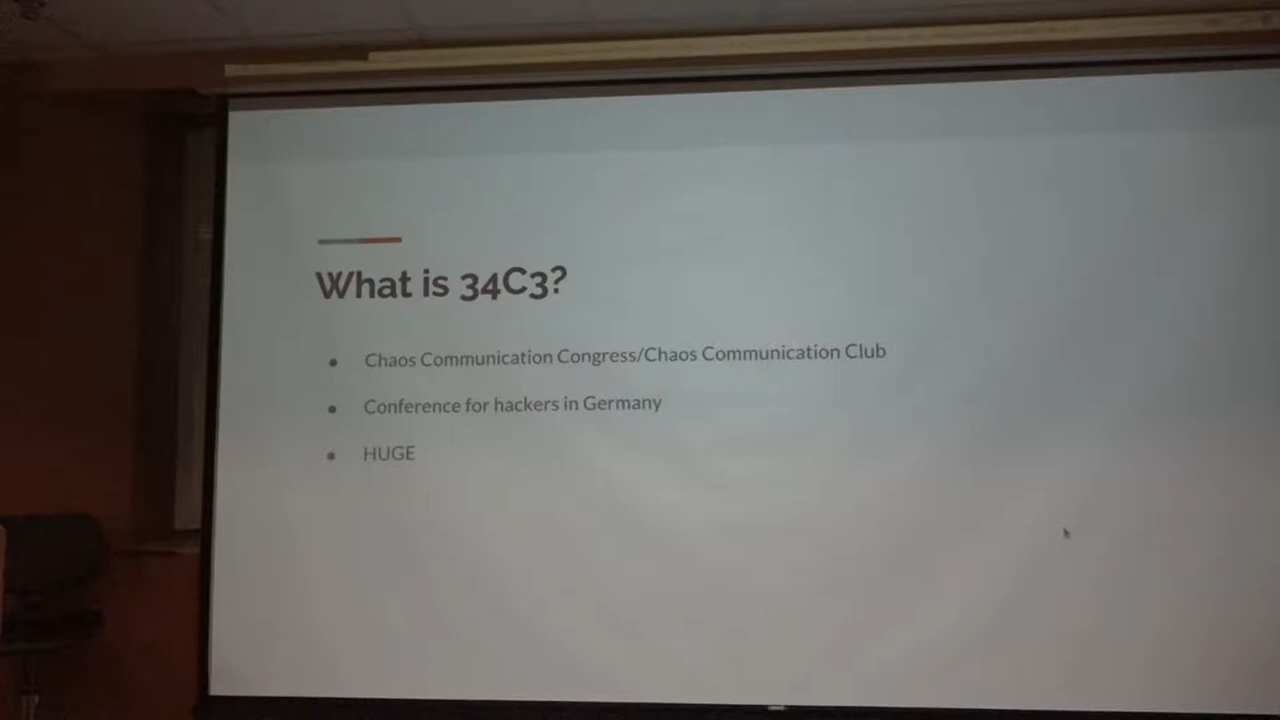 What is 34C3?
Chaos Communication Congress/Chaos Communication Club
Conference for hackers in Germany
HUGE